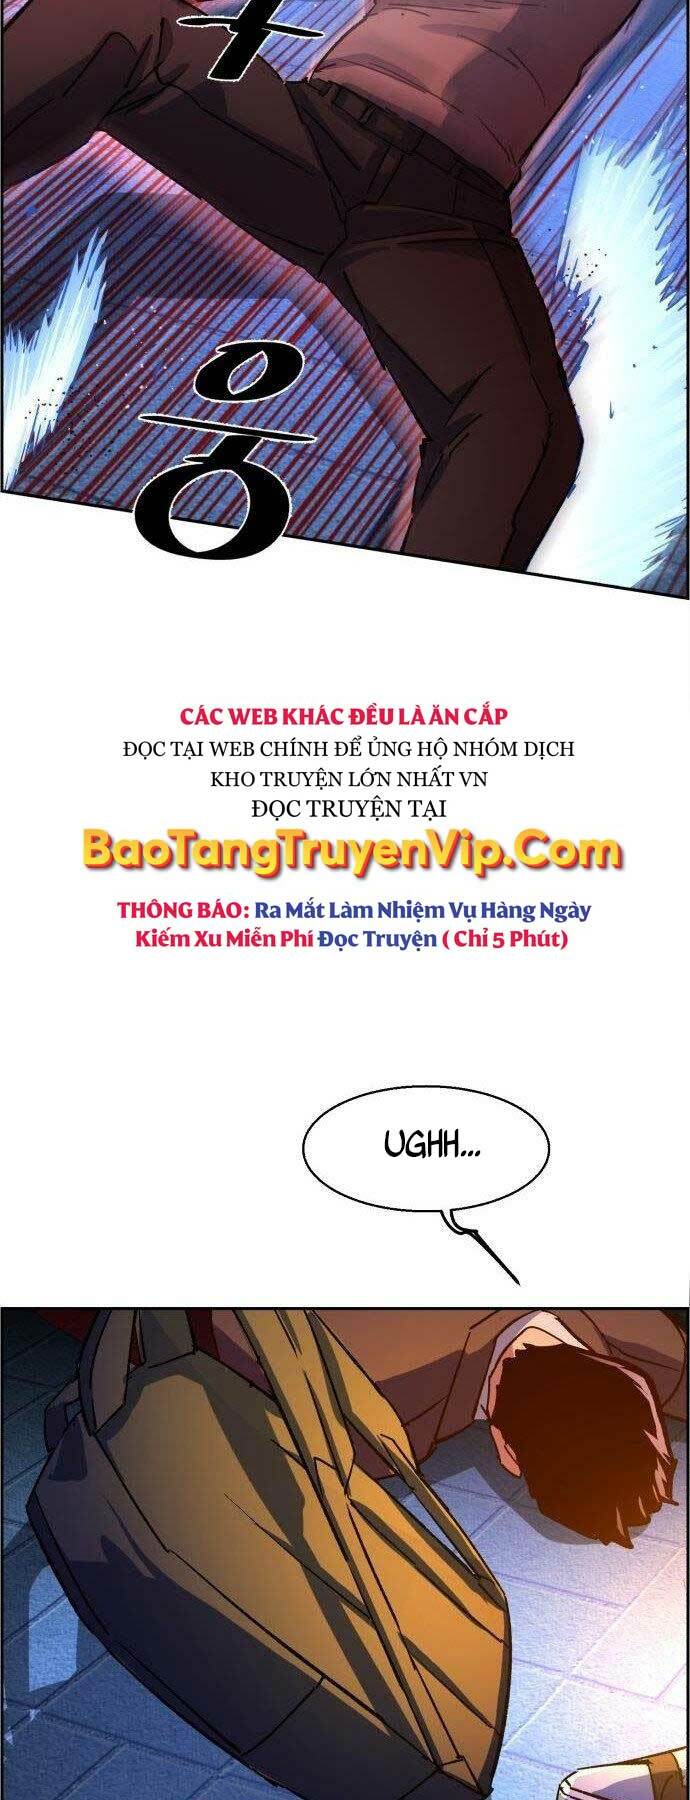 웅
CÁC WEB KHÁC ĐỀU LÀ ĂN CẮP
ĐỌC TẠI WEB CHÍNH ĐỂ ỦNG HỘ NHÓM DỊCH
KHO TRUYỆN LỚN NHẤT VN
ĐỌC TRUYỆN TẠI
BaoTangTruyenVip.Com
THÔNG BÁO: Ra Mắt Làm Nhiệm Vụ Hàng Ngày
Kiếm Xu Miễn Phí Đọc Truyện ( Chỉ 5 Phút)
UGHH...